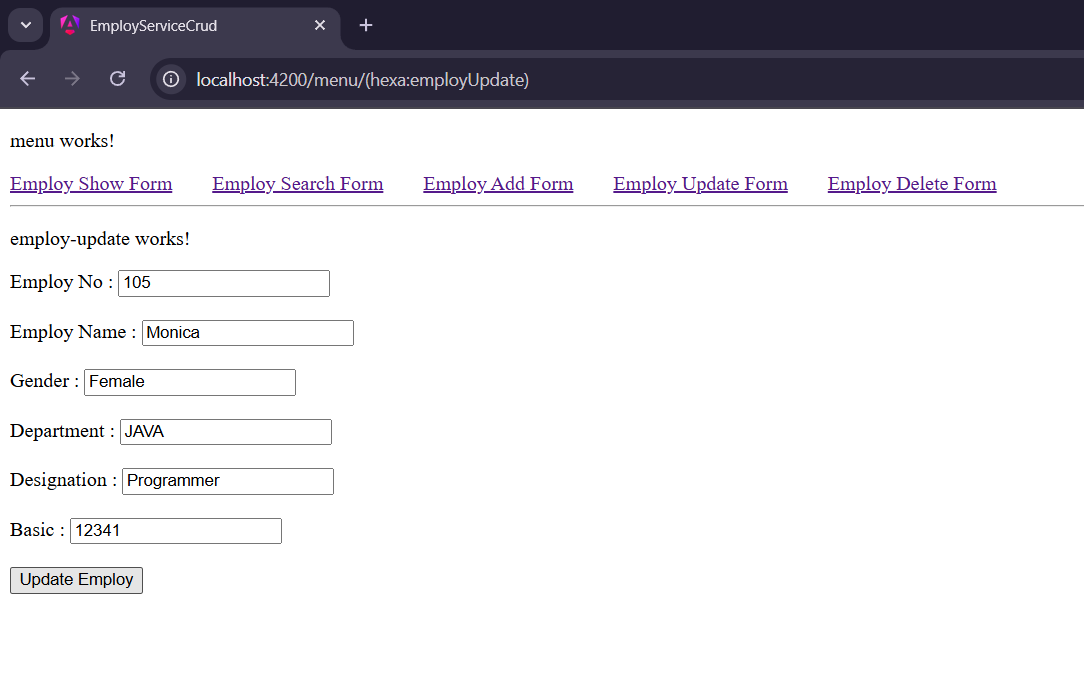 EmployServiceCrud
localhost:4200/menu/(hexa:employUpdate)
menu works!
Employ Show Form Employ Search Form Employ Add Form Employ Update Form Employ Delete Form
employ-update works!
Employ No : 105
Employ Name : Monica
Gender : Female
Department : JAVA
Designation : Programmer
Basic : 12341
Update Employ